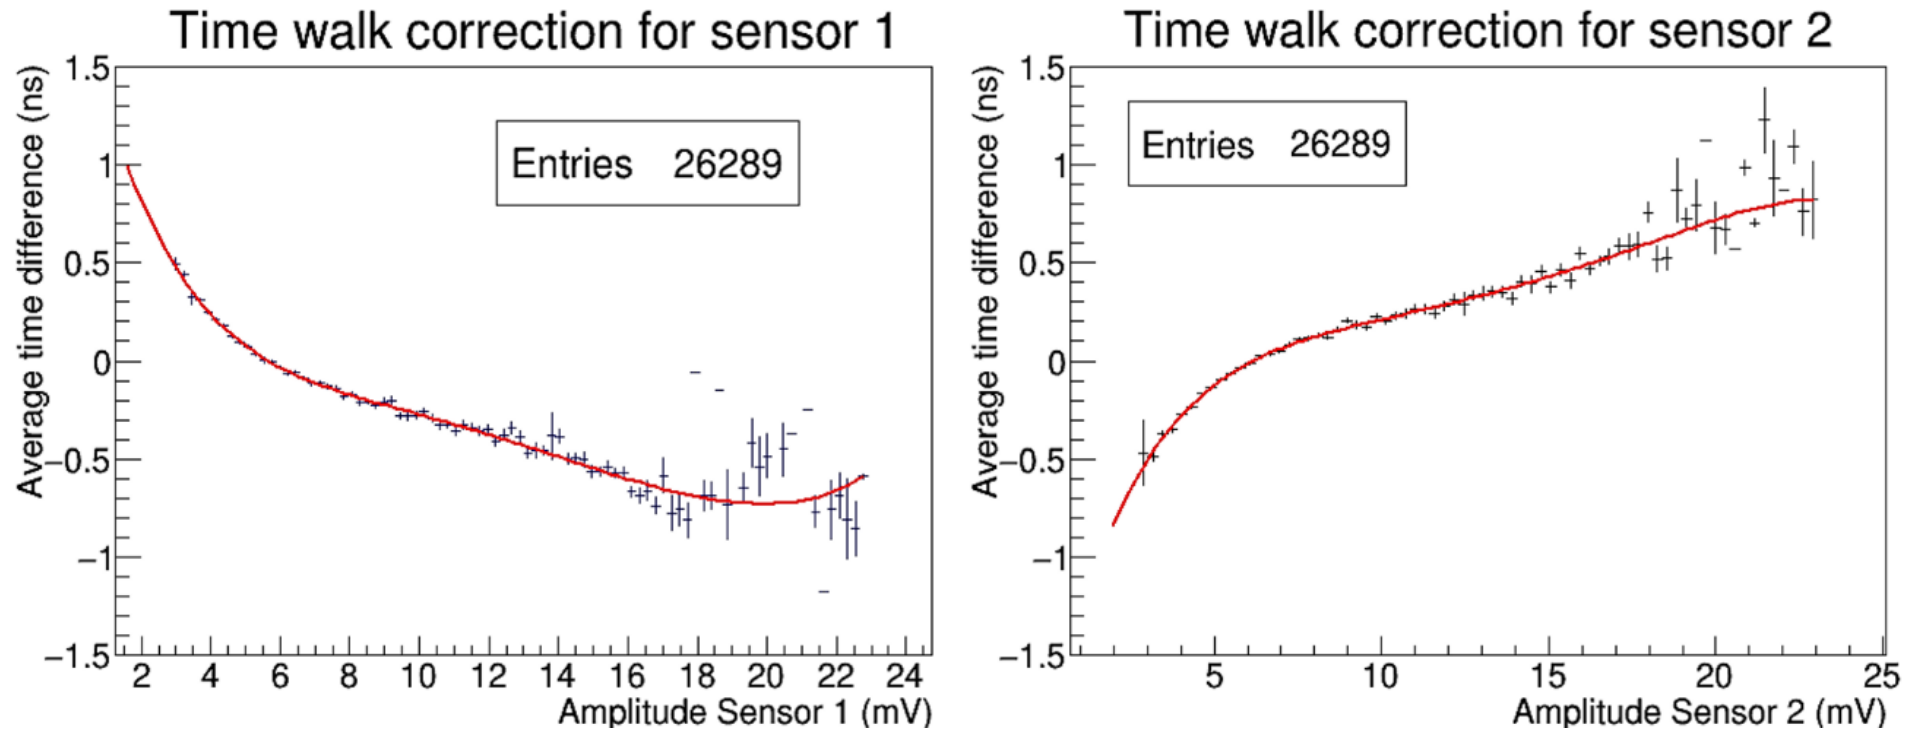 Time walk correction for sensor 1
Average time difference (ns)
1.5
1
0.5
0
−0.5
−1
−1.5
Entries 26289
2 4 6 8 10 12 14 16 18 20 22 24
Amplitude Sensor 1 (mV)
Time walk correction for sensor 2
Average time difference (ns)
1.5
1
0.5
0
−0.5
−1
−1.5
Entries 26289
5 10 15 20 25
Amplitude Sensor 2 (mV)